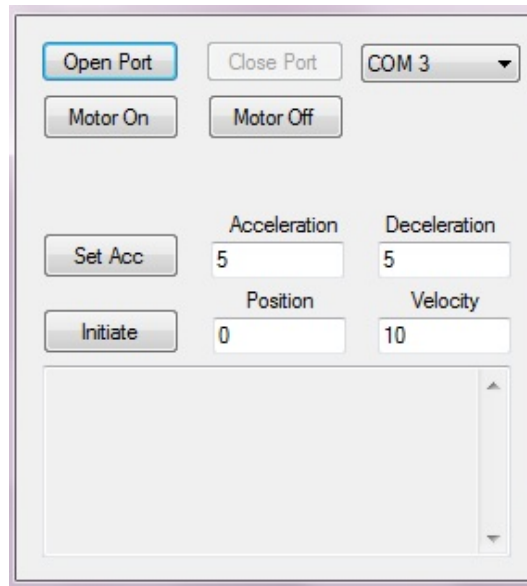 Open Port Close Port COM 3
Motor On Motor Off
Acceleration Deceleration
Set Acc 5 5
Position Velocity
Initiate 0 10